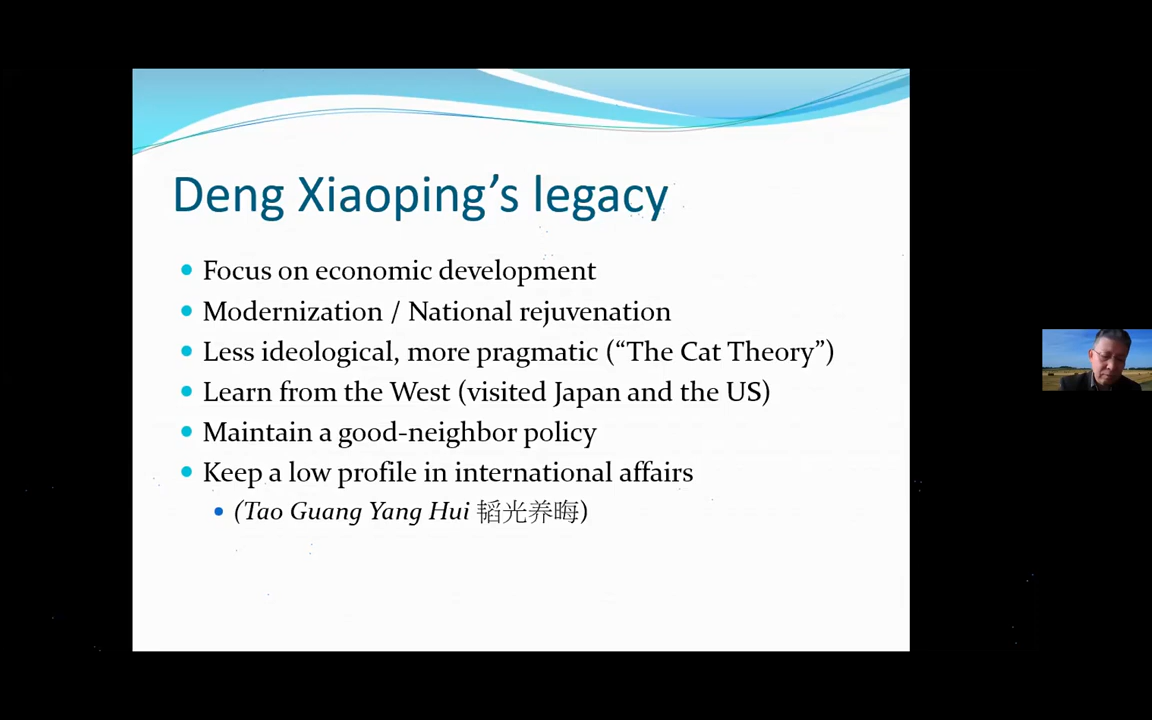 Deng Xiaoping’s legacy
Focus on economic development
Modernization / National rejuvenation
Less ideological, more pragmatic (“The Cat Theory”)
Learn from the West (visited Japan and the US)
Maintain a good-neighbor policy
Keep a low profile in international affairs
(Tao Guang Yang Hui 韬光养晦)